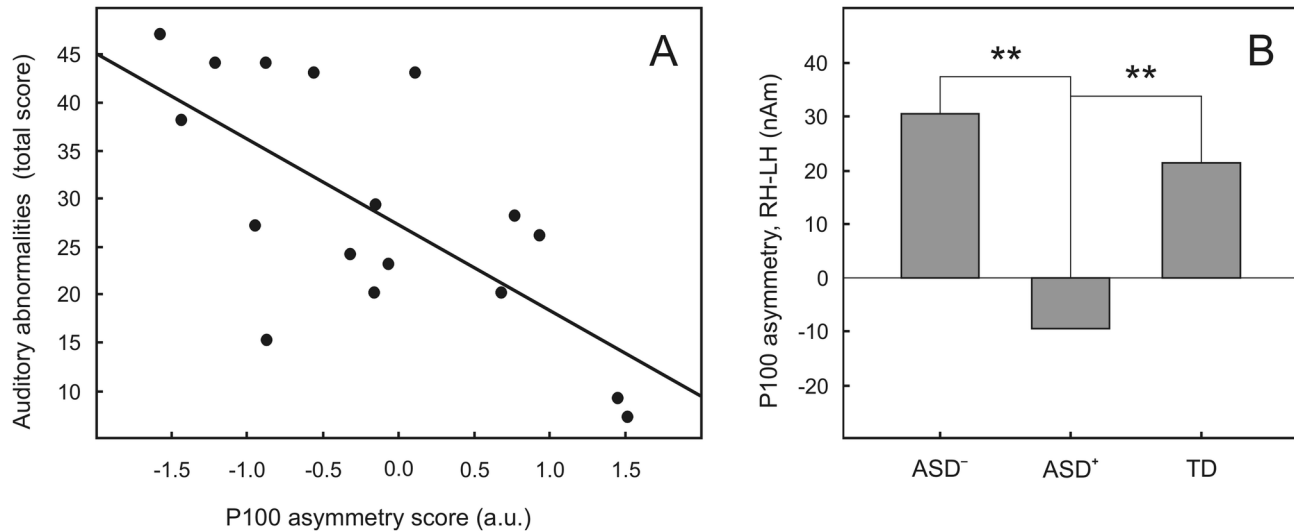 A
Auditory abnormalities (total score)
45
40
35
30
25
20
15
10
-1.5 -1.0 -0.5 0.0 0.5 1.0 1.5
P100 asymmetry score (a.u.)
B
** **
P100 asymmetry, RH-LH (nAm)
40
30
20
10
0
-10
-20
ASD⁻ ASD⁺ TD